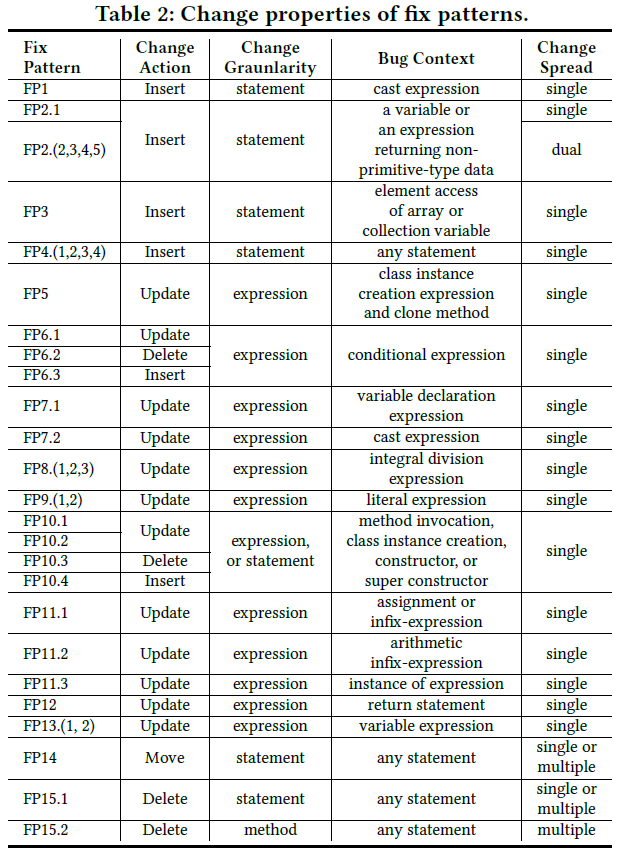 Table 2: Change properties of fix patterns.
Fix Pattern | Change Action | Change Graunlarity | Bug Context | Change Spread
FP1 | Insert | statement | cast expression | single
FP2.1 | Insert | statement | a variable or an expression returning non-primitive-type data | single
FP2.(2,3,4,5) | dual
FP3 | Insert | statement | element access of array or collection variable | single
FP4.(1,2,3,4) | Insert | statement | any statement | single
FP5 | Update | expression | class instance creation expression and clone method | single
FP6.1 | Update | expression | conditional expression | single
FP6.2 | Delete
FP6.3 | Insert
FP7.1 | Update | expression | variable declaration expression | single
FP7.2 | Update | expression | cast expression | single
FP8.(1,2,3) | Update | expression | integral division expression | single
FP9.(1,2) | Update | expression | literal expression | single
FP10.1 | Update | expression, or statement | method invocation, class instance creation, constructor, or super constructor | single
FP10.2
FP10.3 | Delete
FP10.4 | Insert
FP11.1 | Update | expression | assignment or infix-expression | single
FP11.2 | Update | expression | arithmetic infix-expression | single
FP11.3 | Update | expression | instance of expression | single
FP12 | Update | expression | return statement | single
FP13.(1, 2) | Update | expression | variable expression | single
FP14 | Move | statement | any statement | single or multiple
FP15.1 | Delete | statement | any statement | single or multiple
FP15.2 | Delete | method | any statement | multiple